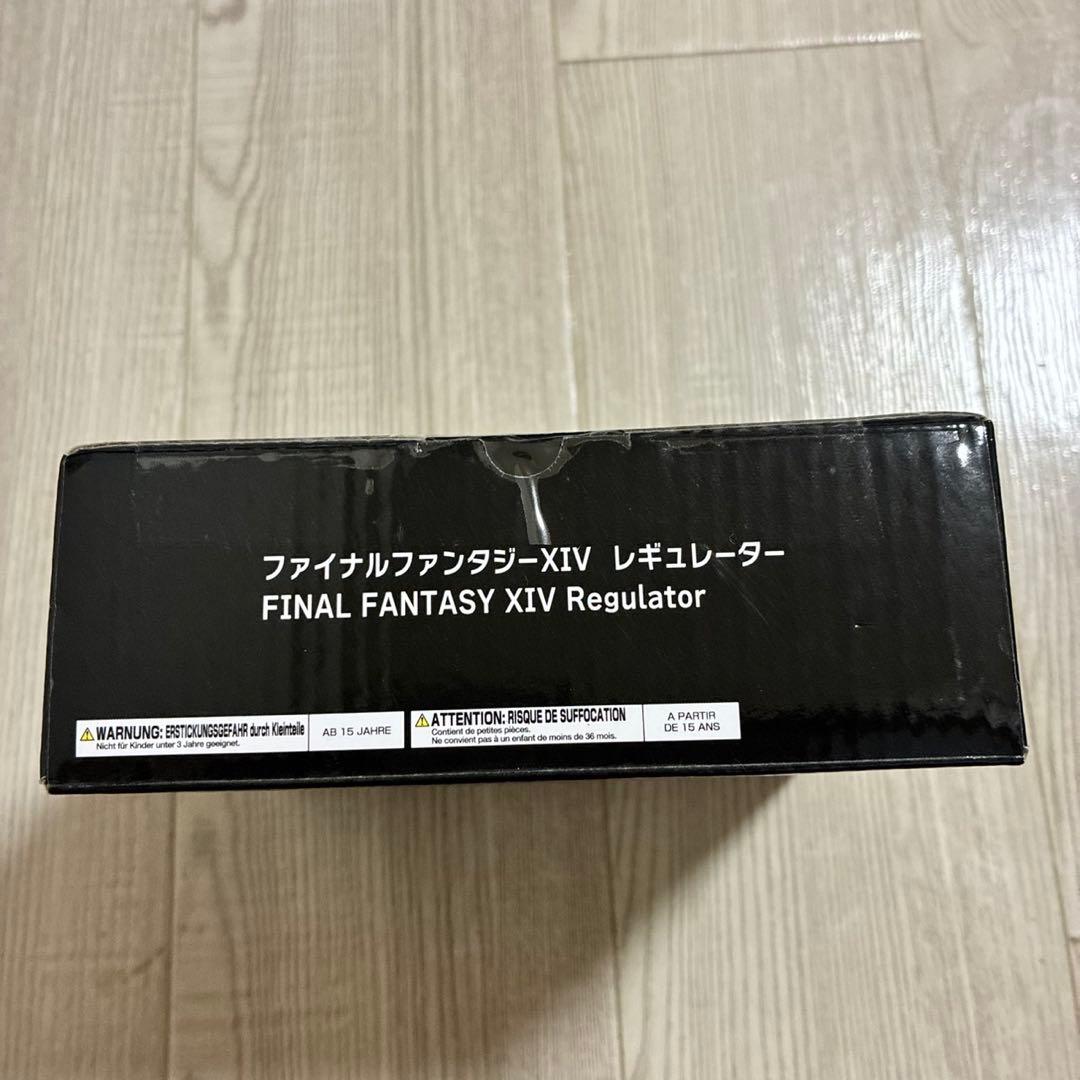 ファイナルファンタジーXIV レギュレーター
FINAL FANTASY XIV Regulator
WARNUNG: ERSTICKUNGSGEFAHR durch Kleinteile
Nicht für Kinder unter 3 Jahre geeignet.
AB 15 JAHRE
ATTENTION: RISQUE DE SUFFOCATION
Contient de petites pièces.
Ne convient pas à un enfant de moins de 36 mois.
A PARTIR
DE 15 ANS